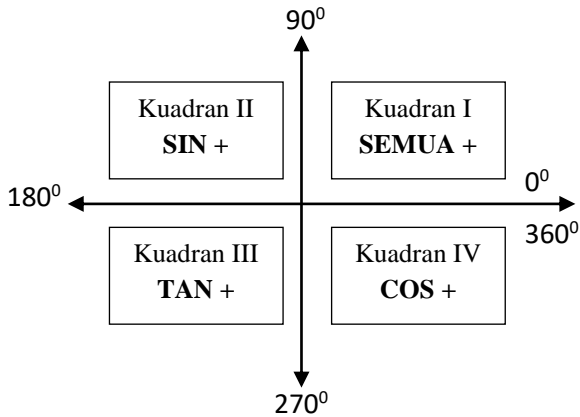 90⁰
Kuadran II
SIN +
Kuadran I
SEMUA +
180⁰
0⁰
360⁰
Kuadran III
TAN +
Kuadran IV
COS +
270⁰